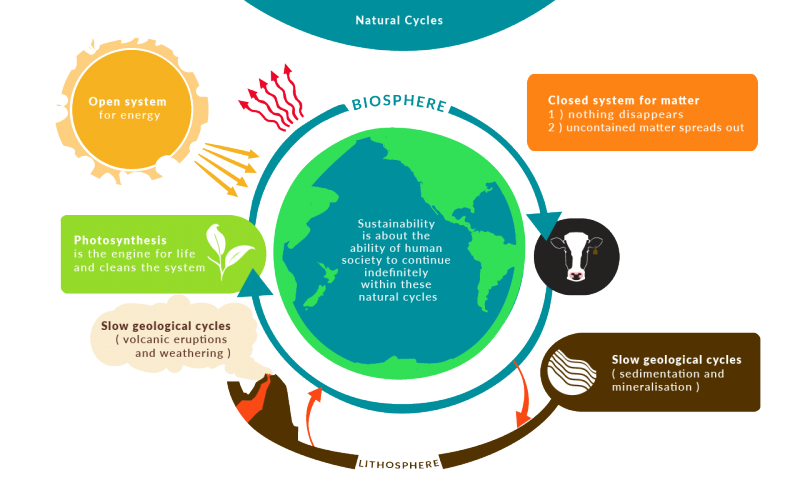 Natural Cycles
BIOSPHERE
Open system
for energy
Closed system for matter
1 ) nothing disappears
2 ) uncontained matter spreads out
Photosynthesis
is the engine for life
and cleans the system
Sustainability
is about the
ability of human
society to continue
indefinitely
within these
natural cycles
Slow geological cycles
( volcanic eruptions
and weathering )
Slow geological cycles
( sedimentation and
mineralisation )
LITHOSPHERE